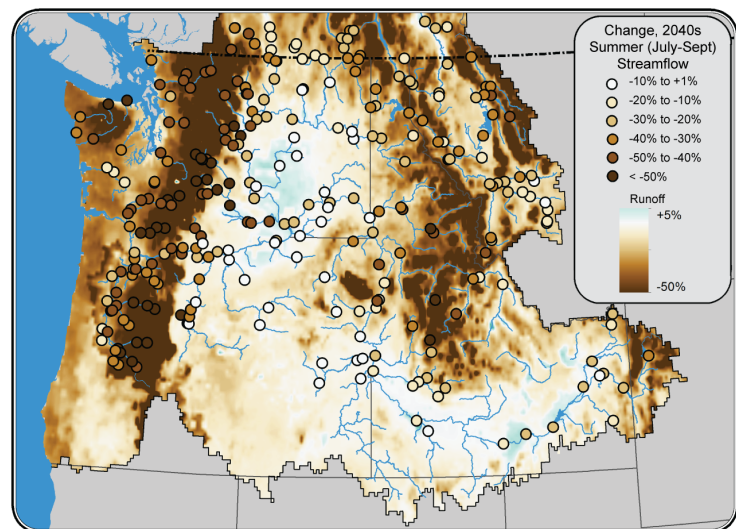 Change, 2040s
Summer (July-Sept)
Streamflow
-10% to +1%
-20% to -10%
-30% to -20%
-40% to -30%
-50% to -40%
< -50%
Runoff
+5%
-50%